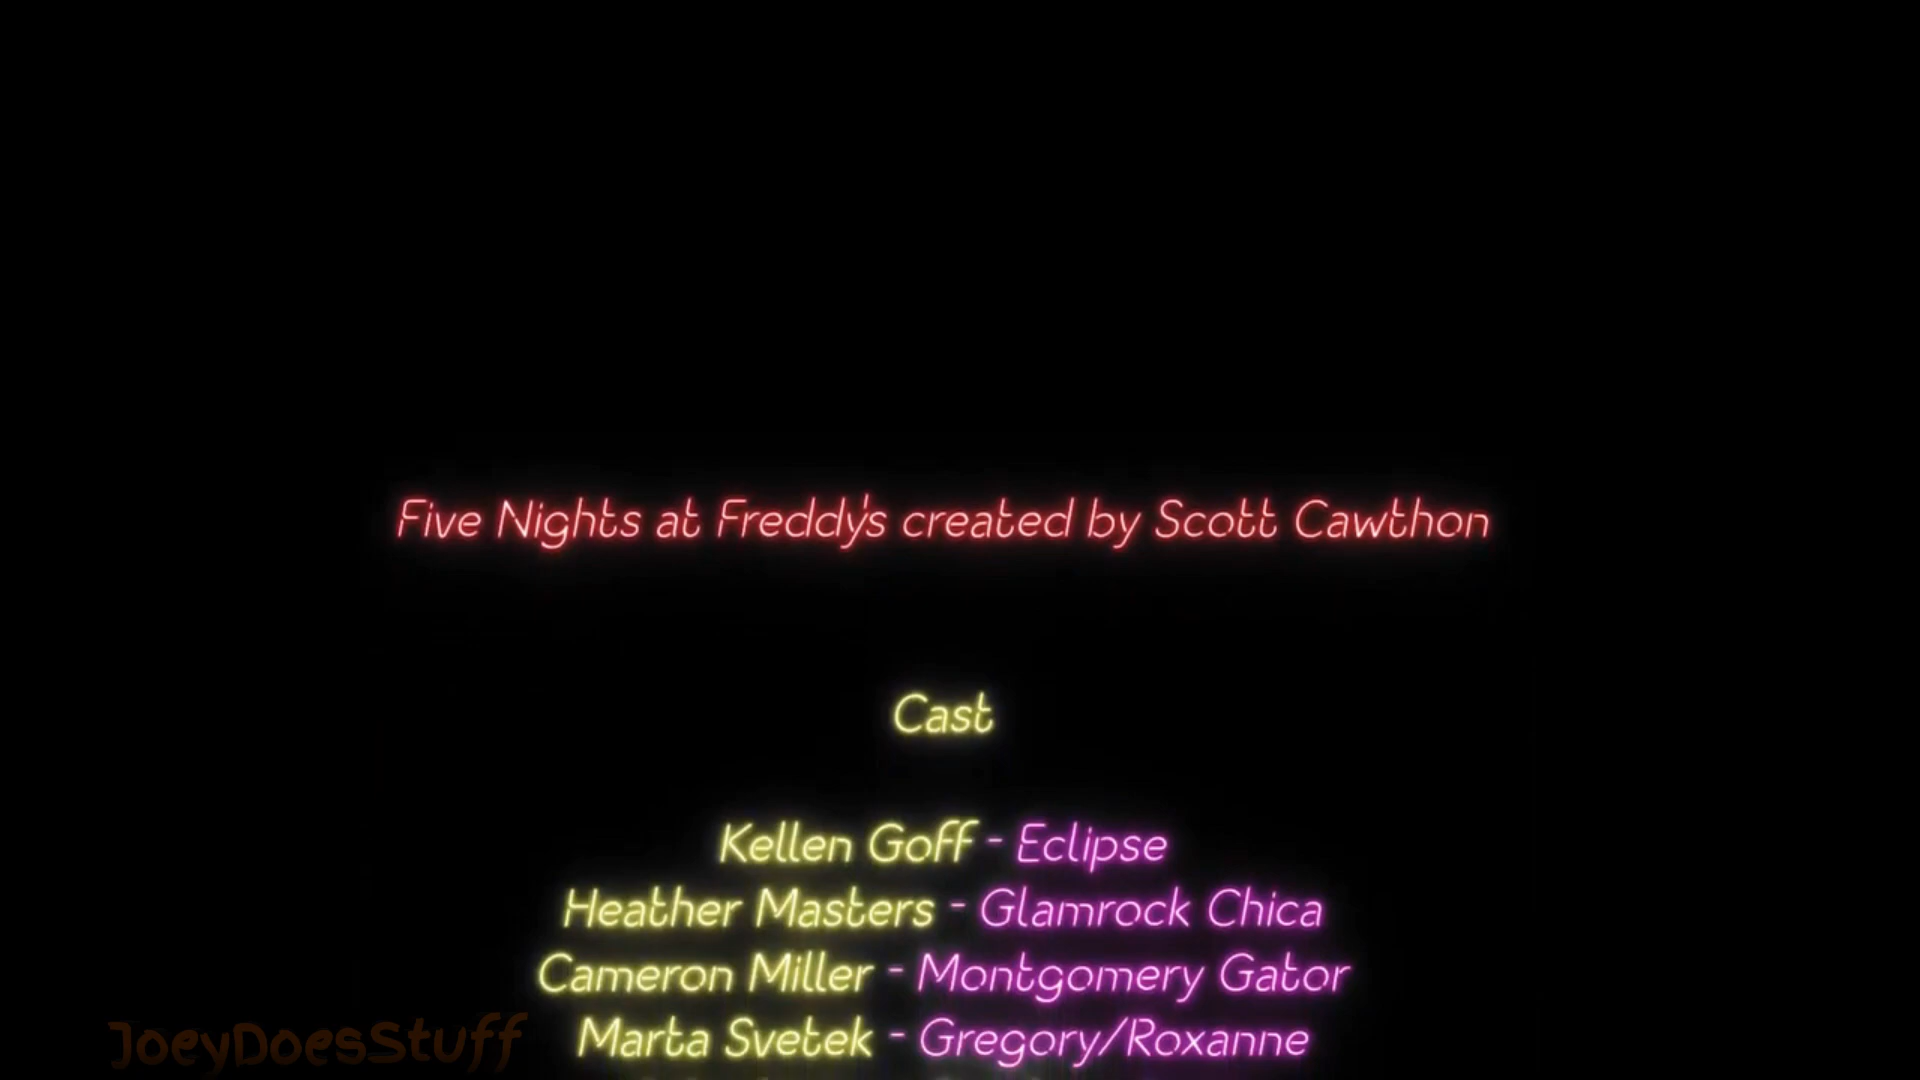 Five Nights at Freddy's created by Scott Cawthon
Cast
Kellen Goff - Eclipse
Heather Masters - Glamrock Chica
Cameron Miller - Montgomery Gator
Marta Svetek - Gregory/Roxanne
JoeyDoesStuff